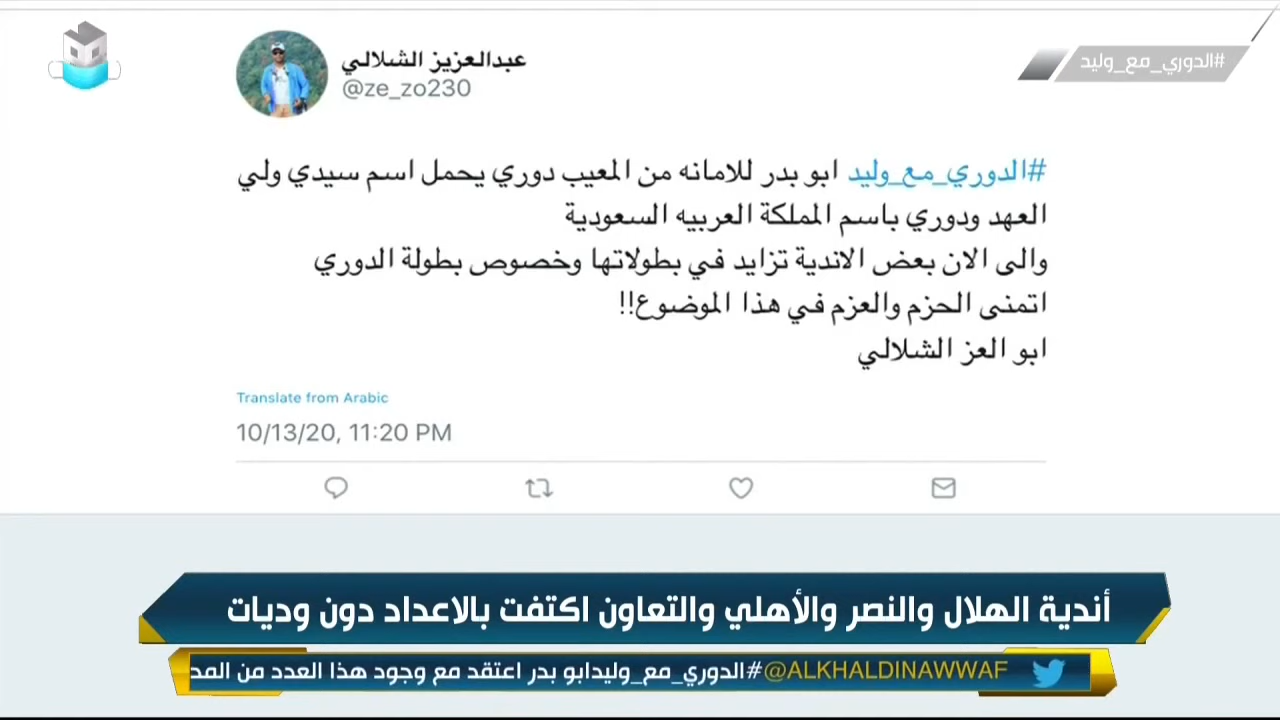 #الدوري_مع_وليد
عبدالعزيز الشلالي
@ze_zo230
#الدوري_مع_وليد ابو بدر للامانه من المعيب دوري يحمل اسم سيدي ولي
العهد ودوري باسم المملكة العربيه السعودية
والى الان بعض الاندية تزايد في بطولاتها وخصوص بطولة الدوري
اتمنى الحزم والعزم في هذا الموضوع!!
ابو العز الشلالي
Translate from Arabic
10/13/20, 11:20 PM
أندية الهلال والنصر والأهلي والتعاون اكتفت بالاعداد دون وديات
@ALKHALDINAWWAF #الدوري_مع_وليدابو بدر اعتقد مع وجود هذا العدد من المد